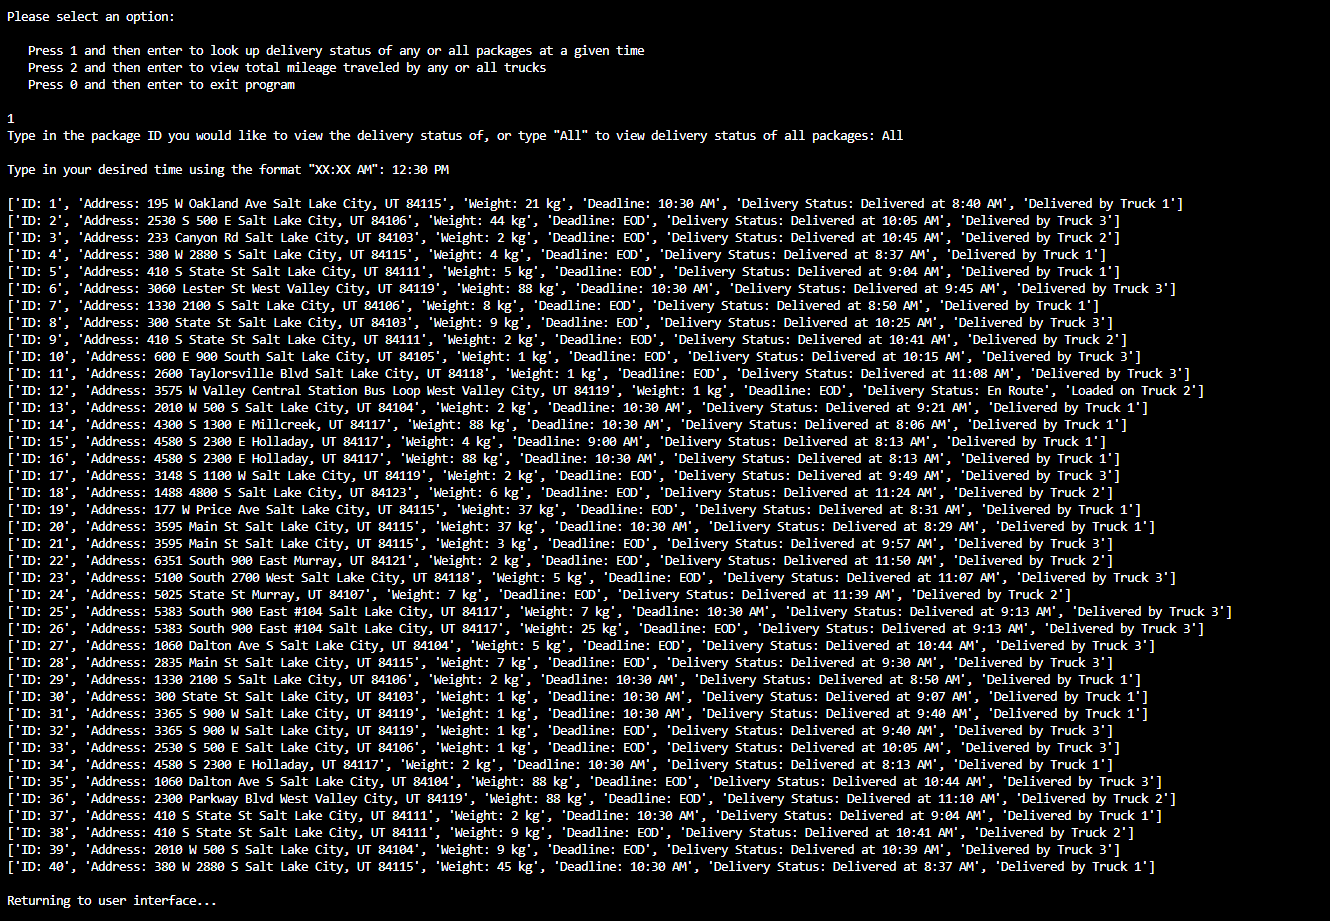 Please select an option:
Press 1 and then enter to look up delivery status of any or all packages at a given time
Press 2 and then enter to view total mileage traveled by any or all trucks
Press 0 and then enter to exit program
1
Type in the package ID you would like to view the delivery status of, or type "All" to view delivery status of all packages: All
Type in your desired time using the format "XX:XX AM": 12:30 PM
['ID: 1', 'Address: 195 W Oakland Ave Salt Lake City, UT 84115', 'Weight: 21 kg', 'Deadline: 10:30 AM', 'Delivery Status: Delivered at 8:40 AM', 'Delivered by Truck 1']
['ID: 2', 'Address: 2530 S 500 E Salt Lake City, UT 84106', 'Weight: 44 kg', 'Deadline: EOD', 'Delivery Status: Delivered at 10:05 AM', 'Delivered by Truck 3']
['ID: 3', 'Address: 233 Canyon Rd Salt Lake City, UT 84103', 'Weight: 2 kg', 'Deadline: EOD', 'Delivery Status: Delivered at 10:45 AM', 'Delivered by Truck 2']
['ID: 4', 'Address: 380 W 2880 S Salt Lake City, UT 84115', 'Weight: 4 kg', 'Deadline: EOD', 'Delivery Status: Delivered at 8:37 AM', 'Delivered by Truck 1']
['ID: 5', 'Address: 410 S State St Salt Lake City, UT 84111', 'Weight: 5 kg', 'Deadline: EOD', 'Delivery Status: Delivered at 9:04 AM', 'Delivered by Truck 1']
['ID: 6', 'Address: 3060 Lester St West Valley City, UT 84119', 'Weight: 88 kg', 'Deadline: 10:30 AM', 'Delivery Status: Delivered at 9:45 AM', 'Delivered by Truck 3']
['ID: 7', 'Address: 1330 2100 S Salt Lake City, UT 84106', 'Weight: 8 kg', 'Deadline: EOD', 'Delivery Status: Delivered at 8:50 AM', 'Delivered by Truck 1']
['ID: 8', 'Address: 300 State St Salt Lake City, UT 84103', 'Weight: 9 kg', 'Deadline: EOD', 'Delivery Status: Delivered at 10:25 AM', 'Delivered by Truck 3']
['ID: 9', 'Address: 410 S State St Salt Lake City, UT 84111', 'Weight: 2 kg', 'Deadline: EOD', 'Delivery Status: Delivered at 10:41 AM', 'Delivered by Truck 2']
['ID: 10', 'Address: 600 E 900 South Salt Lake City, UT 84105', 'Weight: 1 kg', 'Deadline: EOD', 'Delivery Status: Delivered at 10:15 AM', 'Delivered by Truck 3']
['ID: 11', 'Address: 2600 Taylorsville Blvd Salt Lake City, UT 84118', 'Weight: 1 kg', 'Deadline: EOD', 'Delivery Status: Delivered at 11:08 AM', 'Delivered by Truck 3']
['ID: 12', 'Address: 3575 W Valley Central Station Bus Loop West Valley City, UT 84119', 'Weight: 1 kg', 'Deadline: EOD', 'Delivery Status: En Route', 'Loaded on Truck 2']
['ID: 13', 'Address: 2010 W 500 S Salt Lake City, UT 84104', 'Weight: 2 kg', 'Deadline: 10:30 AM', 'Delivery Status: Delivered at 9:21 AM', 'Delivered by Truck 1']
['ID: 14', 'Address: 4300 S 1300 E Millcreek, UT 84117', 'Weight: 88 kg', 'Deadline: 10:30 AM', 'Delivery Status: Delivered at 8:06 AM', 'Delivered by Truck 1']
['ID: 15', 'Address: 4580 S 2300 E Holladay, UT 84117', 'Weight: 4 kg', 'Deadline: 9:00 AM', 'Delivery Status: Delivered at 8:13 AM', 'Delivered by Truck 1']
['ID: 16', 'Address: 4580 S 2300 E Holladay, UT 84117', 'Weight: 88 kg', 'Deadline: 10:30 AM', 'Delivery Status: Delivered at 8:13 AM', 'Delivered by Truck 1']
['ID: 17', 'Address: 3148 S 1100 W Salt Lake City, UT 84119', 'Weight: 2 kg', 'Deadline: EOD', 'Delivery Status: Delivered at 9:49 AM', 'Delivered by Truck 3']
['ID: 18', 'Address: 1488 4800 S Salt Lake City, UT 84123', 'Weight: 6 kg', 'Deadline: EOD', 'Delivery Status: Delivered at 11:24 AM', 'Delivered by Truck 2']
['ID: 19', 'Address: 177 W Price Ave Salt Lake City, UT 84115', 'Weight: 37 kg', 'Deadline: EOD', 'Delivery Status: Delivered at 8:31 AM', 'Delivered by Truck 1']
['ID: 20', 'Address: 3595 Main St Salt Lake City, UT 84115', 'Weight: 37 kg', 'Deadline: 10:30 AM', 'Delivery Status: Delivered at 8:29 AM', 'Delivered by Truck 1']
['ID: 21', 'Address: 3595 Main St Salt Lake City, UT 84115', 'Weight: 3 kg', 'Deadline: EOD', 'Delivery Status: Delivered at 9:57 AM', 'Delivered by Truck 3']
['ID: 22', 'Address: 6351 South 900 East Murray, UT 84121', 'Weight: 2 kg', 'Deadline: EOD', 'Delivery Status: Delivered at 11:50 AM', 'Delivered by Truck 2']
['ID: 23', 'Address: 5100 South 2700 West Salt Lake City, UT 84118', 'Weight: 5 kg', 'Deadline: EOD', 'Delivery Status: Delivered at 11:07 AM', 'Delivered by Truck 3']
['ID: 24', 'Address: 5025 State St Murray, UT 84107', 'Weight: 7 kg', 'Deadline: EOD', 'Delivery Status: Delivered at 11:39 AM', 'Delivered by Truck 2']
['ID: 25', 'Address: 5383 South 900 East #104 Salt Lake City, UT 84117', 'Weight: 7 kg', 'Deadline: 10:30 AM', 'Delivery Status: Delivered at 9:13 AM', 'Delivered by Truck 3']
['ID: 26', 'Address: 5383 South 900 East #104 Salt Lake City, UT 84117', 'Weight: 25 kg', 'Deadline: EOD', 'Delivery Status: Delivered at 9:13 AM', 'Delivered by Truck 3']
['ID: 27', 'Address: 1060 Dalton Ave S Salt Lake City, UT 84104', 'Weight: 5 kg', 'Deadline: EOD', 'Delivery Status: Delivered at 10:44 AM', 'Delivered by Truck 3']
['ID: 28', 'Address: 2835 Main St Salt Lake City, UT 84115', 'Weight: 7 kg', 'Deadline: EOD', 'Delivery Status: Delivered at 9:30 AM', 'Delivered by Truck 3']
['ID: 29', 'Address: 1330 2100 S Salt Lake City, UT 84106', 'Weight: 2 kg', 'Deadline: 10:30 AM', 'Delivery Status: Delivered at 8:50 AM', 'Delivered by Truck 1']
['ID: 30', 'Address: 300 State St Salt Lake City, UT 84103', 'Weight: 1 kg', 'Deadline: 10:30 AM', 'Delivery Status: Delivered at 9:07 AM', 'Delivered by Truck 1']
['ID: 31', 'Address: 3365 S 900 W Salt Lake City, UT 84119', 'Weight: 1 kg', 'Deadline: 10:30 AM', 'Delivery Status: Delivered at 9:40 AM', 'Delivered by Truck 1']
['ID: 32', 'Address: 3365 S 900 W Salt Lake City, UT 84119', 'Weight: 1 kg', 'Deadline: EOD', 'Delivery Status: Delivered at 9:40 AM', 'Delivered by Truck 3']
['ID: 33', 'Address: 2530 S 500 E Salt Lake City, UT 84106', 'Weight: 1 kg', 'Deadline: EOD', 'Delivery Status: Delivered at 10:05 AM', 'Delivered by Truck 3']
['ID: 34', 'Address: 4580 S 2300 E Holladay, UT 84117', 'Weight: 2 kg', 'Deadline: 10:30 AM', 'Delivery Status: Delivered at 8:13 AM', 'Delivered by Truck 1']
['ID: 35', 'Address: 1060 Dalton Ave S Salt Lake City, UT 84104', 'Weight: 88 kg', 'Deadline: EOD', 'Delivery Status: Delivered at 10:44 AM', 'Delivered by Truck 3']
['ID: 36', 'Address: 2300 Parkway Blvd West Valley City, UT 84119', 'Weight: 88 kg', 'Deadline: EOD', 'Delivery Status: Delivered at 11:10 AM', 'Delivered by Truck 2']
['ID: 37', 'Address: 410 S State St Salt Lake City, UT 84111', 'Weight: 2 kg', 'Deadline: 10:30 AM', 'Delivery Status: Delivered at 9:04 AM', 'Delivered by Truck 1']
['ID: 38', 'Address: 410 S State St Salt Lake City, UT 84111', 'Weight: 9 kg', 'Deadline: EOD', 'Delivery Status: Delivered at 10:41 AM', 'Delivered by Truck 2']
['ID: 39', 'Address: 2010 W 500 S Salt Lake City, UT 84104', 'Weight: 9 kg', 'Deadline: EOD', 'Delivery Status: Delivered at 10:39 AM', 'Delivered by Truck 3']
['ID: 40', 'Address: 380 W 2880 S Salt Lake City, UT 84115', 'Weight: 45 kg', 'Deadline: 10:30 AM', 'Delivery Status: Delivered at 8:37 AM', 'Delivered by Truck 1']
Returning to user interface...